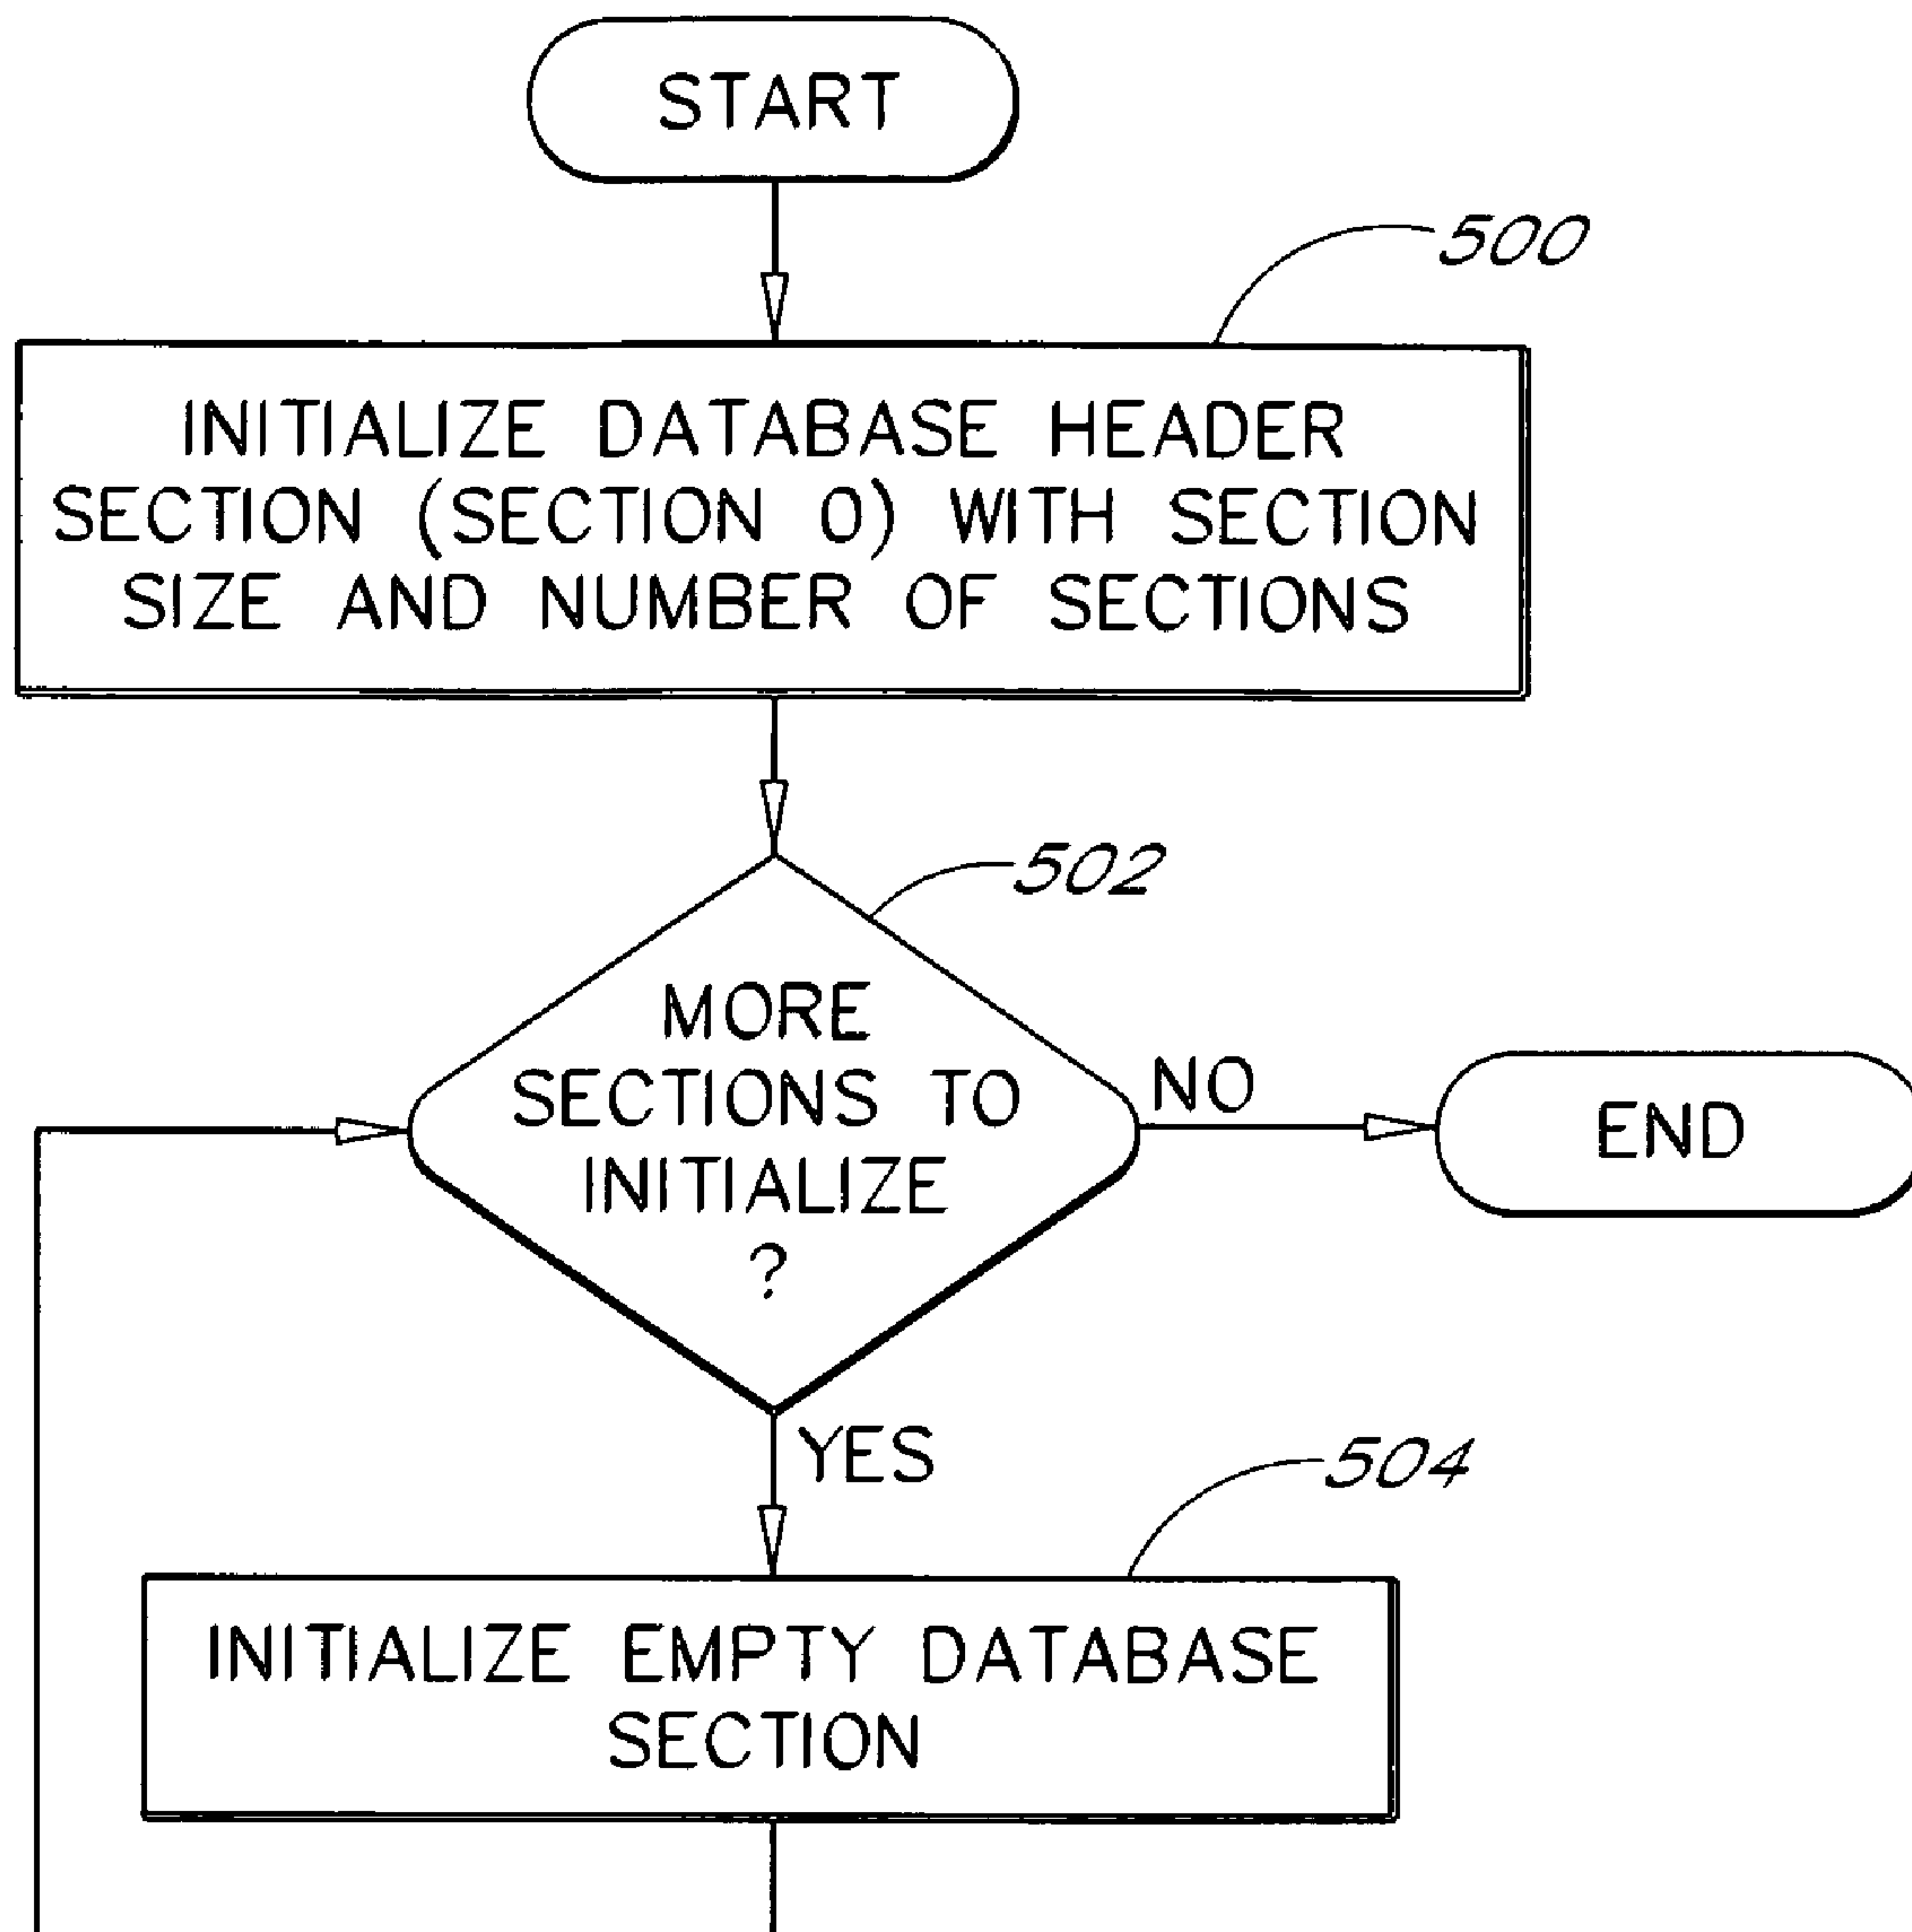 START
500
INITIALIZE DATABASE HEADER
SECTION (SECTION 0) WITH SECTION
SIZE AND NUMBER OF SECTIONS
502
MORE
SECTIONS TO
INITIALIZE
?
NO
END
YES
504
INITIALIZE EMPTY DATABASE
SECTION